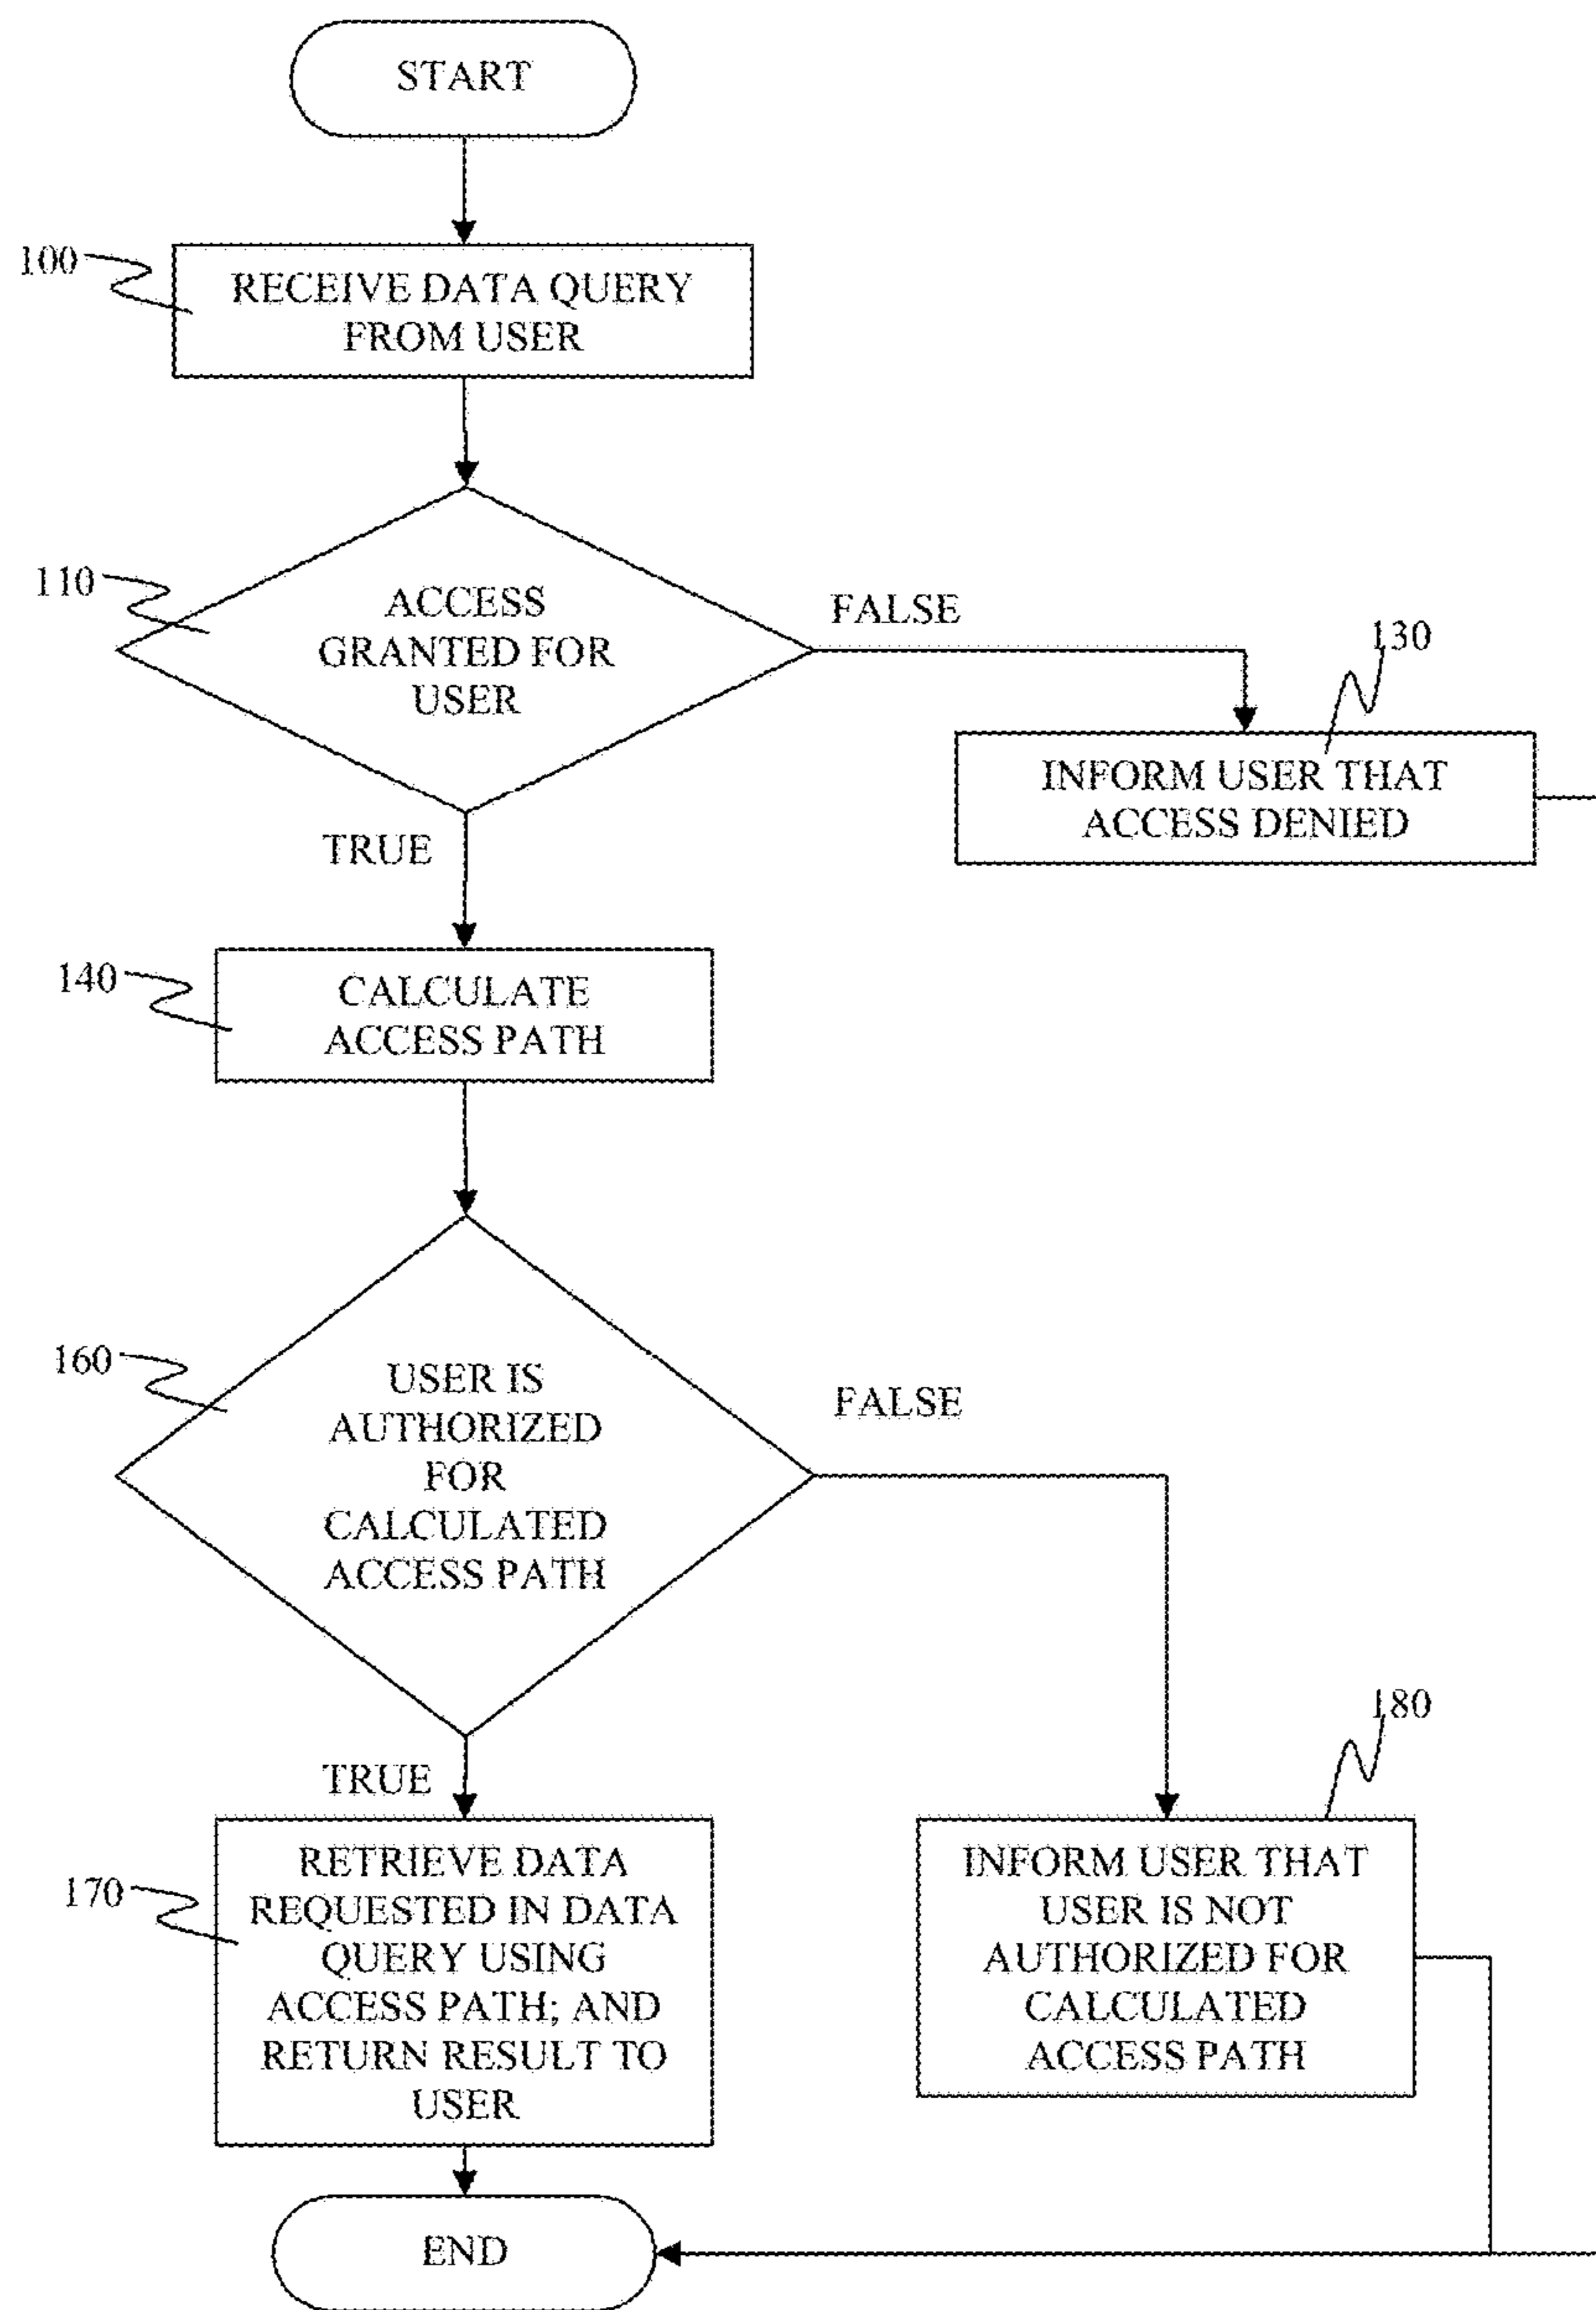 START
100
RECEIVE DATA QUERY
FROM USER
110
ACCESS
GRANTED FOR
USER
FALSE
130
INFORM USER THAT
ACCESS DENIED
TRUE
140
CALCULATE
ACCESS PATH
160
USER IS
AUTHORIZED
FOR
CALCULATED
ACCESS PATH
FALSE
TRUE
180
170
RETRIEVE DATA
REQUESTED IN DATA
QUERY USING
ACCESS PATH; AND
RETURN RESULT TO
USER
INFORM USER THAT
USER IS NOT
AUTHORIZED FOR
CALCULATED
ACCESS PATH
END